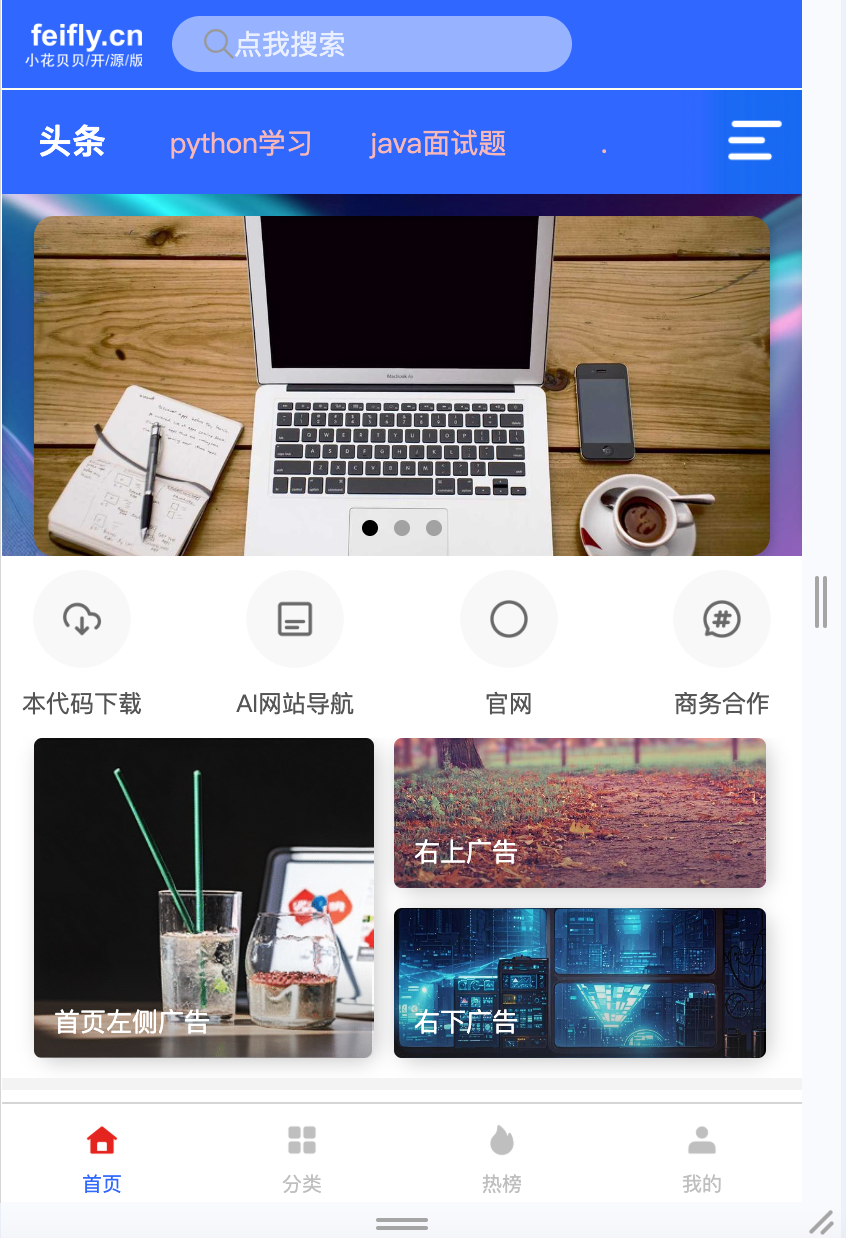 feifly.cn
小花贝贝/开/源/版
点我搜索
头条
python学习
java面试题
.
本代码下载
AI网站导航
官网
商务合作
首页左侧广告
右上广告
右下广告
首页
分类
热榜
我的